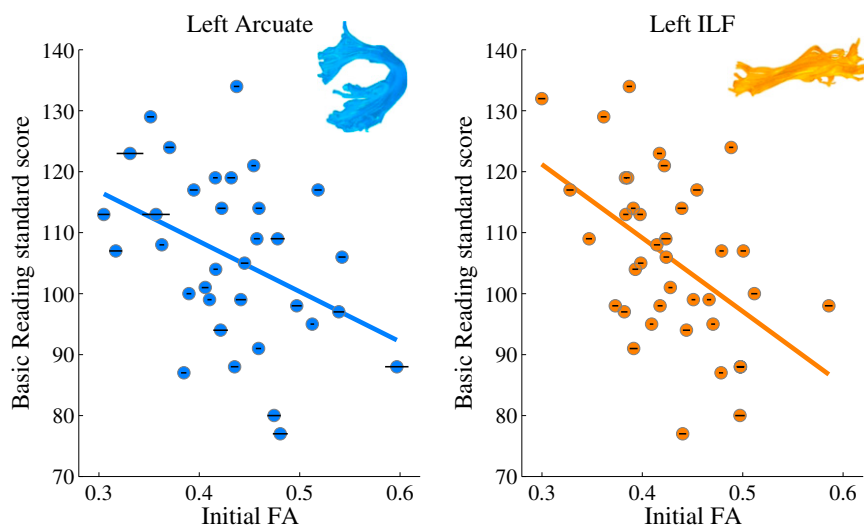 Left Arcuate
140
130
120
110
100
90
80
70
Basic Reading standard score
0.3 0.4 0.5 0.6
Initial FA
Left ILF
140
130
120
110
100
90
80
70
Basic Reading standard score
0.3 0.4 0.5 0.6
Initial FA